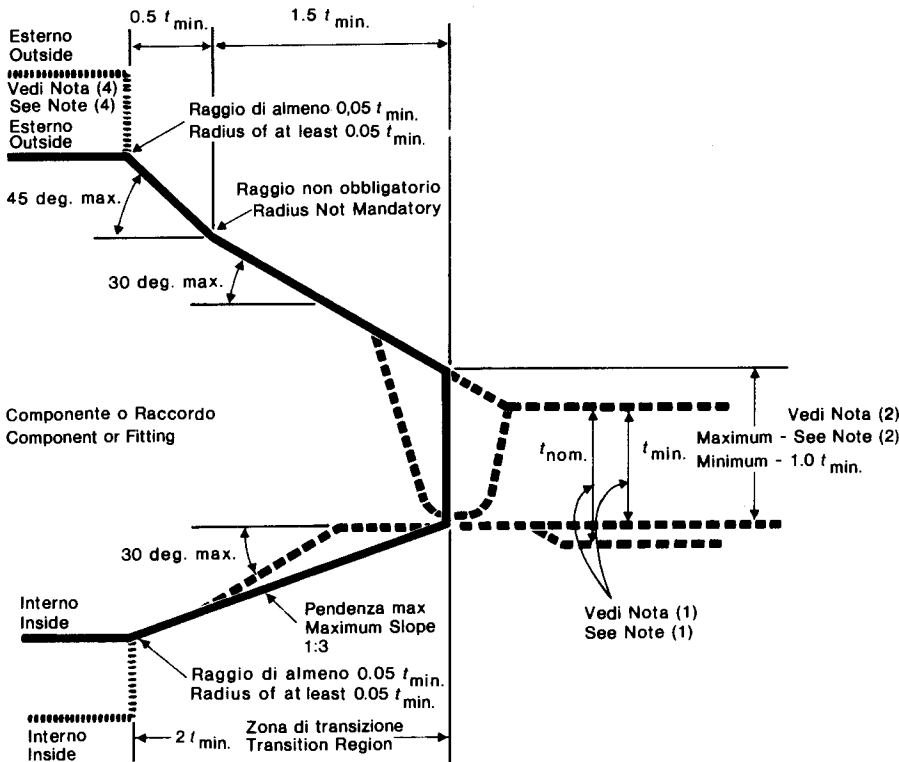 0.5 t min.
1.5 t min.
Esterno
Outside
Vedi Nota (4)
See Note (4)
Esterno
Outside
Raggio di almeno 0,05 t min.
Radius of at least 0.05 t min.
45 deg. max.
Raggio non obbligatorio
Radius Not Mandatory
30 deg. max.
Componente o Raccordo
Component or Fitting
t nom.
t min.
Vedi Nota (2)
Maximum - See Note (2)
Minimum - 1.0 t min.
30 deg. max.
Interno
Inside
Pendenza max
Maximum Slope
1:3
Vedi Nota (1)
See Note (1)
Raggio di almeno 0.05 t min.
Radius of at least 0.05 t min.
Interno
Inside
2 t min.
Zona di transizione
Transition Region